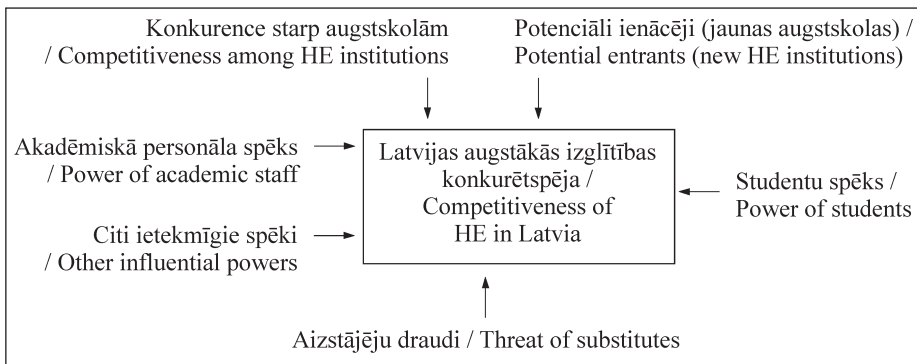 Konkurence starp augstskolām
/ Competitiveness among HE institutions
Potenciāli ienācēji (jaunas augstskolas) /
Potential entrants (new HE institutions)
Akadēmiskā personāla spēks
/ Power of academic staff
Latvijas augstākās izglītības
konkurētspēja /
Competitiveness of
HE in Latvia
Studentu spēks /
Power of students
Citi ietekmīgie spēki
/ Other influential powers
Aizstājēju draudi / Threat of substitutes